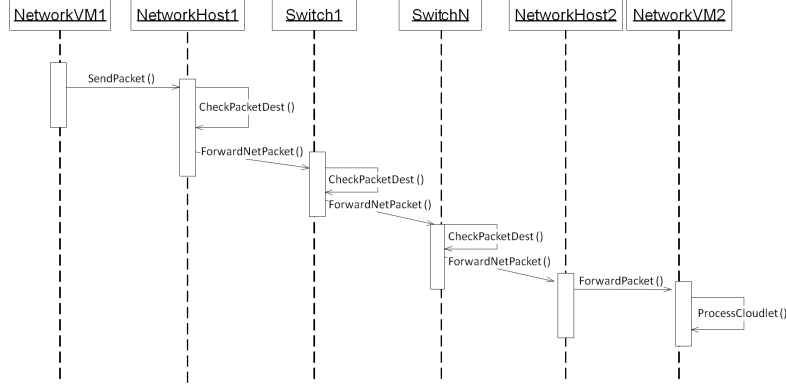 NetworkVM1 NetworkHost1 Switch1 SwitchN NetworkHost2 NetworkVM2
SendPacket()
CheckPacketDest()
ForwardNetPacket()
CheckPacketDest()
ForwardNetPacket()
CheckPacketDest()
ForwardNetPacket()
ForwardPacket()
ProcessCloudlet()